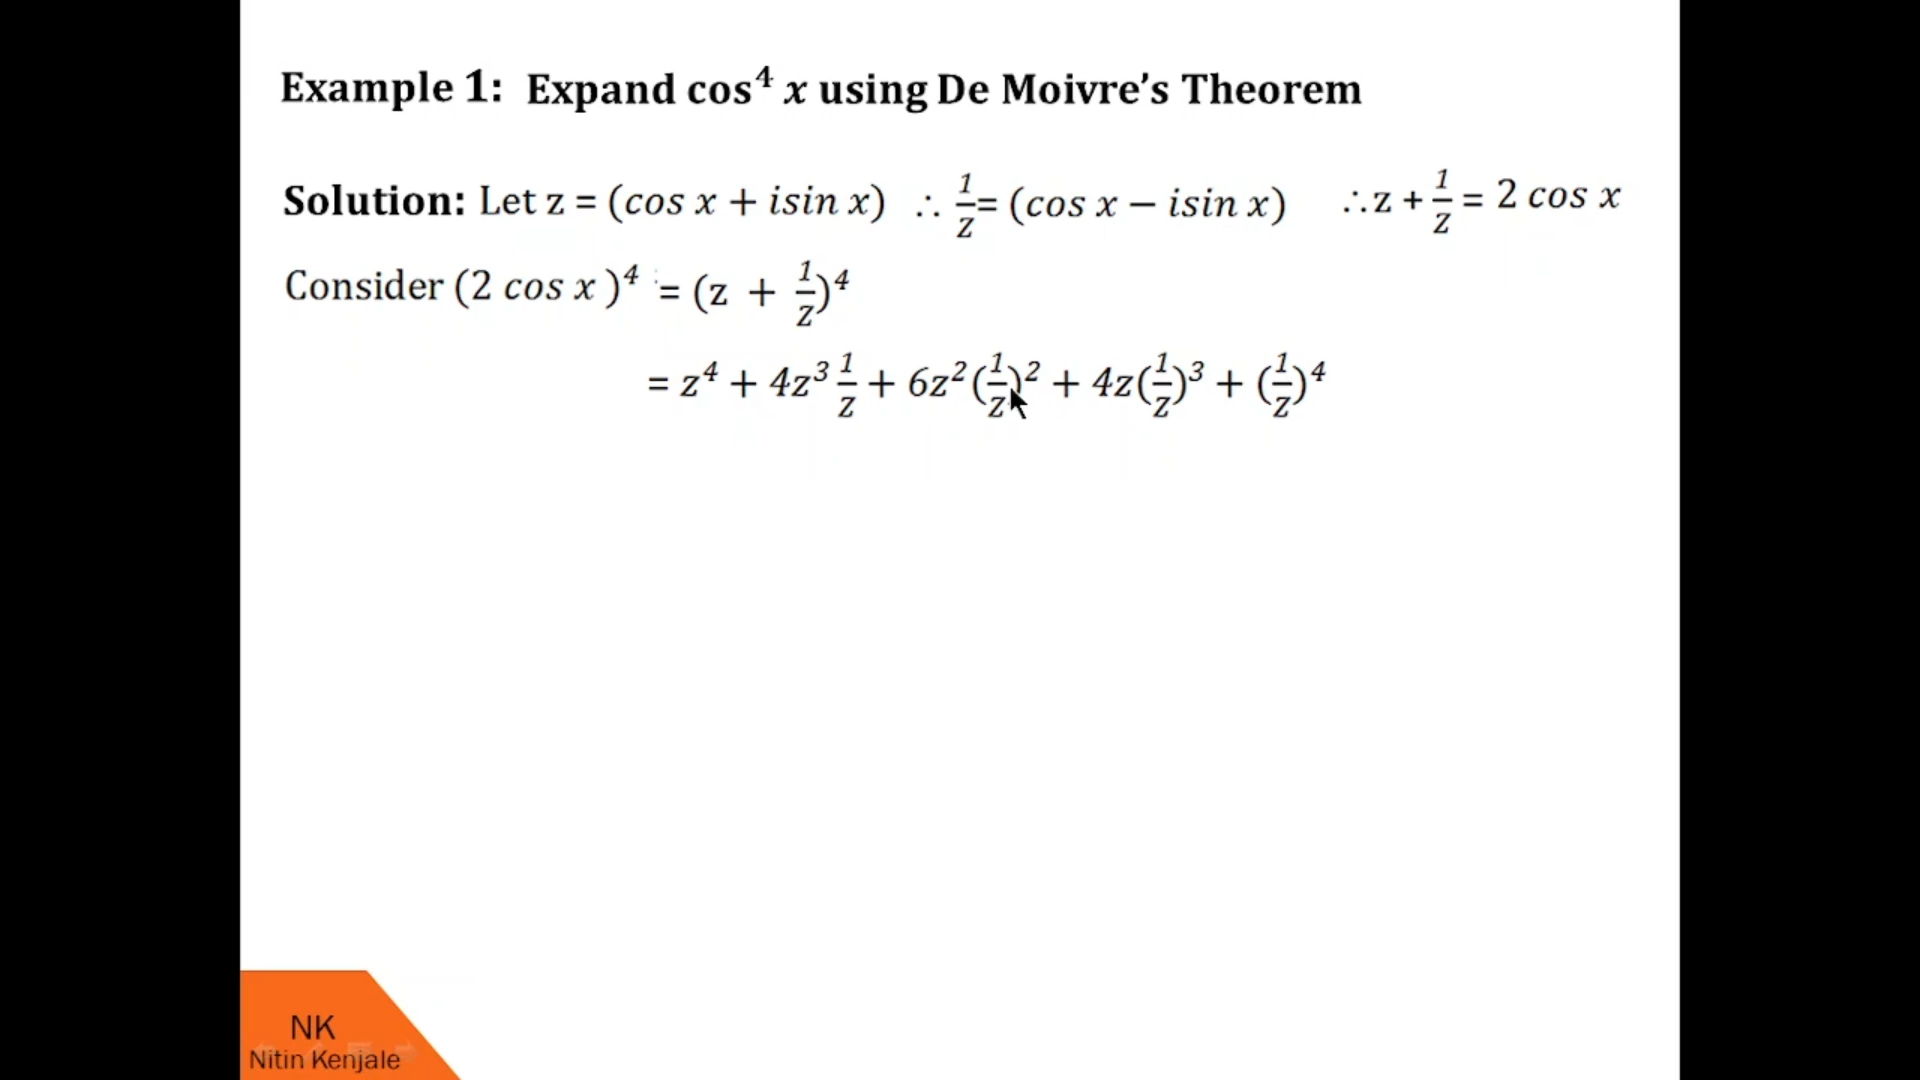 Example 1: Expand cos⁴ x using De Moivre’s Theorem
Solution: Let z = (cos x + isin x) ∴ 1/z = (cos x − isin x) ∴z + 1/z = 2 cos x
Consider (2 cos x )⁴ = (z + 1/z)⁴
= z⁴ + 4z³ 1/z + 6z²(1/z)² + 4z(1/z)³ + (1/z)⁴
NK
Nitin Kenjale